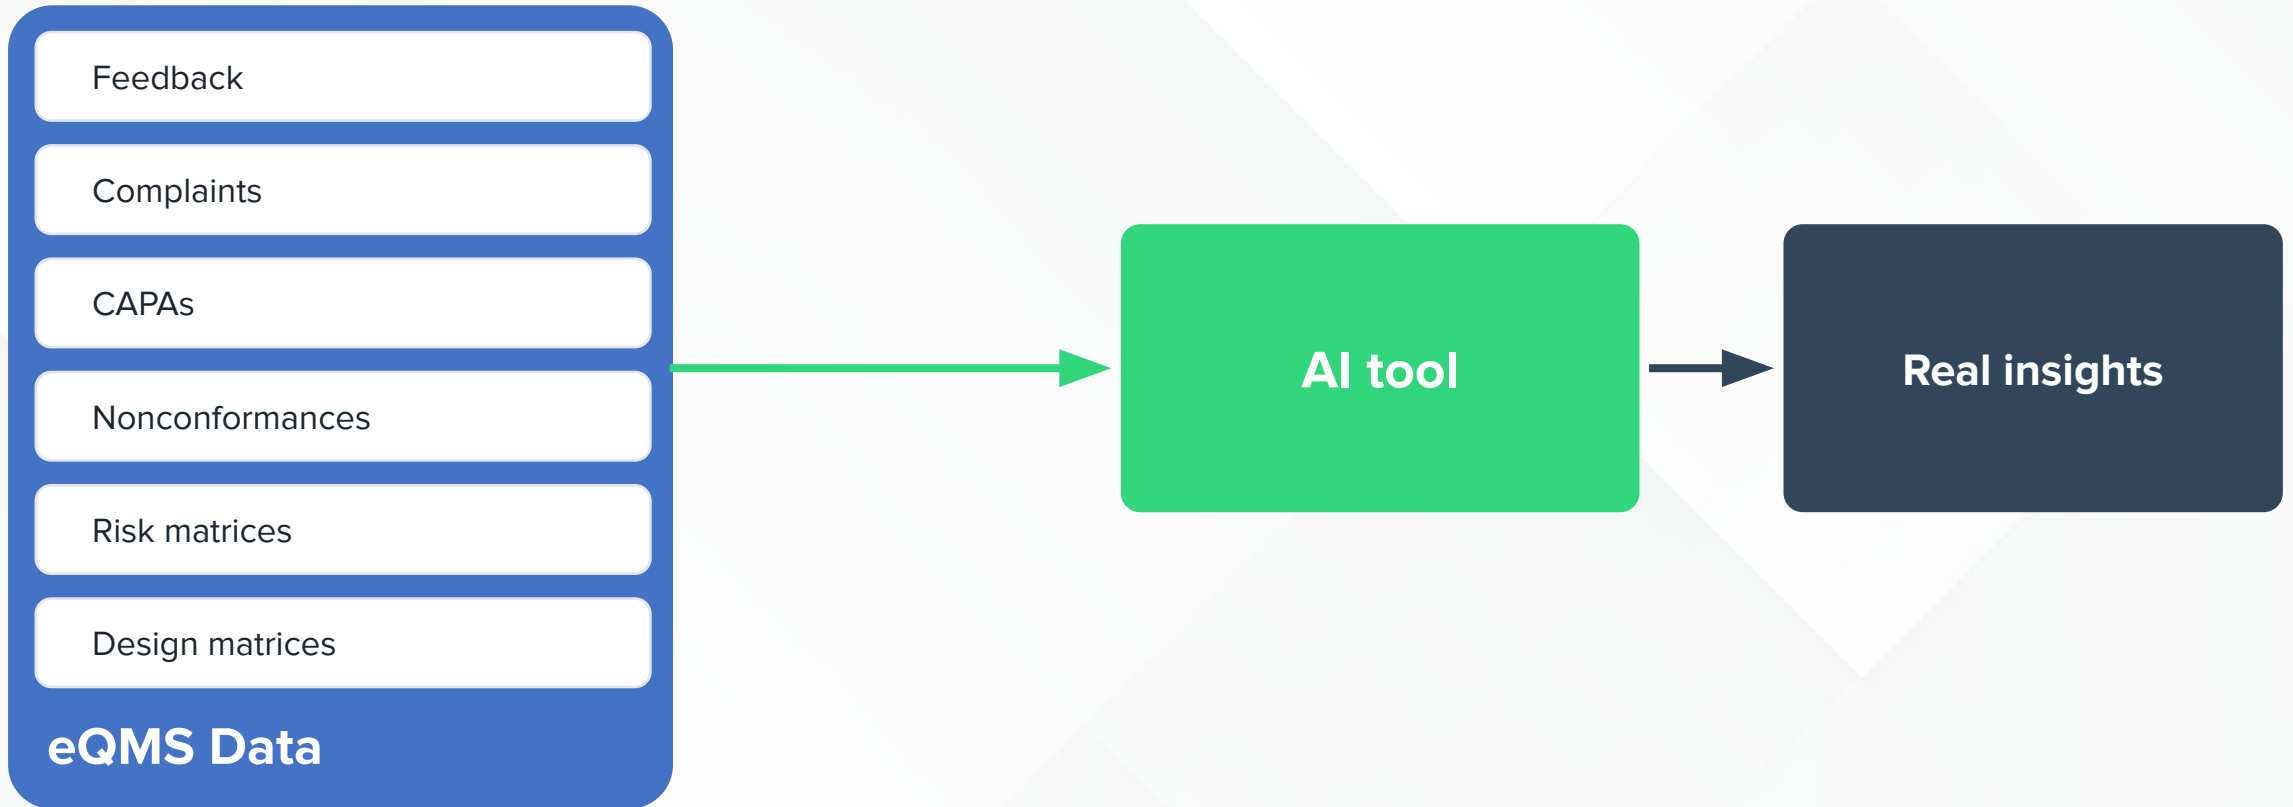 Feedback
Complaints
CAPAs
Nonconformances
Risk matrices
Design matrices
eQMS Data
AI tool
Real insights